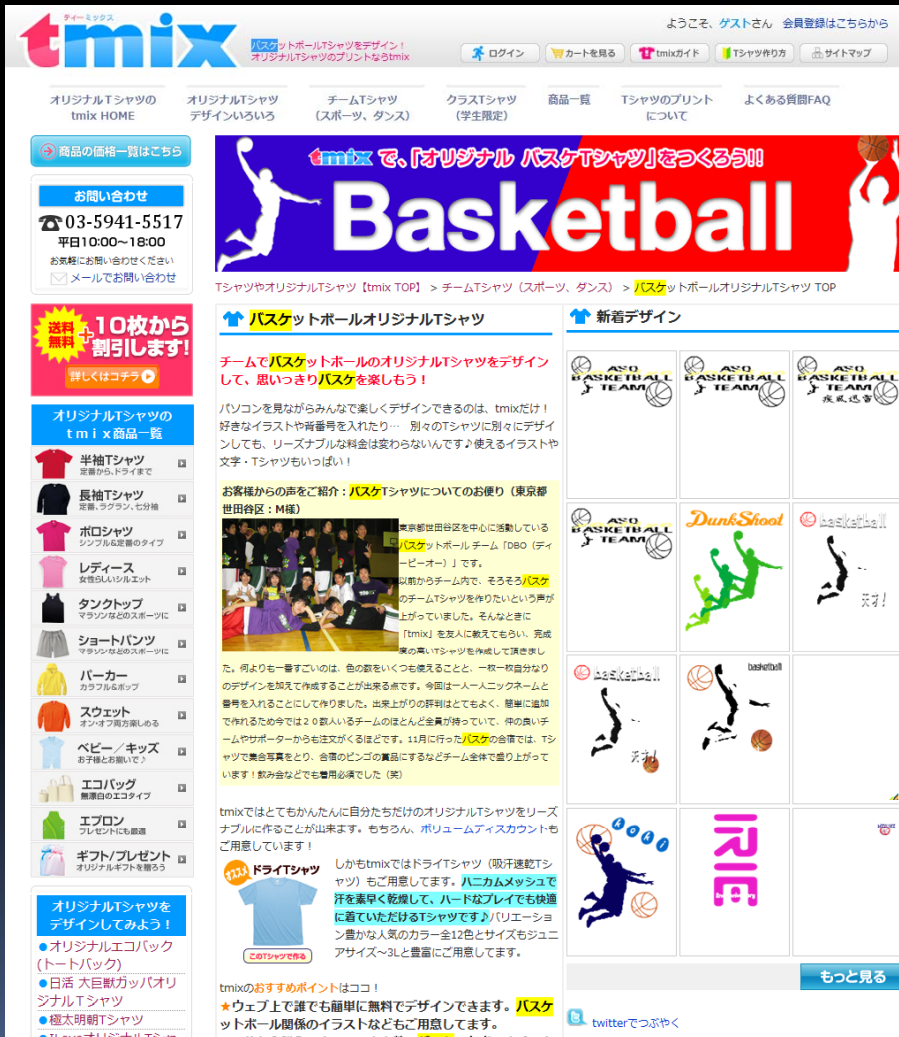 ティーミックス
tmix
バスケットボールTシャツをデザイン！
オリジナルTシャツのプリントならtmix
ようこそ、ゲストさん 会員登録はこちらから
ログイン
カートを見る
tmixガイド
Tシャツ作り方
サイトマップ
オリジナルTシャツの
tmix HOME
オリジナルTシャツ
デザインいろいろ
チームTシャツ
（スポーツ、ダンス）
クラスTシャツ
（学生限定）
商品一覧
Tシャツのプリント
について
よくある質問FAQ
商品の価格一覧はこちら
お問い合わせ
03-5941-5517
平日10:00～18:00
お気軽にお問い合わせください
メールでお問い合わせ
送料
無料
+10枚から
割引します!
詳しくはコチラ
オリジナルTシャツの
ｔｍｉｘ商品一覧
半袖Tシャツ
定番から、ドライまで
長袖Tシャツ
定番、ラグラン、七分袖
ポロシャツ
シンプル&定番のタイプ
レディース
女性らしいシルエット
タンクトップ
マラソンなどのスポーツに
ショートパンツ
マラソンなどのスポーツに
パーカー
カラフル&ポップ
スウェット
オン・オフ両方楽しめる
ベビー／キッズ
お子様とお揃いで♪
エコバッグ
無漂白のエコタイプ
エプロン
プレゼントにも最適
ギフト/プレゼント
オリジナルギフトを贈ろう
オリジナルTシャツを
デザインしてみよう！
●オリジナルエコバック
(トートバック)
●日活 大巨獣ガッパオリ
ジナルＴシャツ
●極太明朝Tシャツ
tmix で、「オリジナル バスケTシャツ」をつくろう!!
Basketball
TシャツやオリジナルTシャツ【tmix TOP】 > チームTシャツ（スポーツ、ダンス） > バスケットボールオリジナルTシャツ TOP
バスケットボールオリジナルTシャツ
チームでバスケットボールのオリジナルTシャツをデザイン
して、思いっきりバスケを楽しもう！
パソコンを見ながらみんなで楽しくデザインできるのは、tmixだけ！
好きなイラストや背番号を入れたり… 別々のTシャツに別々にデザイ
ンしても、リーズナブルな料金は変わらないんです♪使えるイラストや
文字・Tシャツもいっぱい！
お客様からの声をご紹介：バスケTシャツについてのお便り（東京都
世田谷区：M様）
東京都世田谷区を中心に活動している
バスケットボール チーム「DBO（ディ
ービーオー）」です。
以前からチーム内で、そろそろバスケ
のチームTシャツを作りたいという声が
上がっていました。そんなときに
「tmix」を友人に教えてもらい、完成
度の高いTシャツを作成して頂きまし
た。何よりも一番すごいのは、色の数をいくつも使えることと、一枚一枚自分なり
のデザインを加えて作成することが出来る点です。今回は一人一人ニックネームと
番号を入れることにして作りました。出来上がりの評判はとてもよく、簡単に追加
で作れるため今では２０数人いるチームのほとんど全員が持っていて、仲の良いチ
ームやサポーターからも注文がくるほどです。11月に行ったバスケの合宿では、Tシ
ャツで集合写真をとり、合宿のビンゴの賞品にするなどチーム全体で盛り上がって
います！飲み会などでも着用必須でした（笑）
tmixではとてもかんたんに自分たちだけのオリジナルTシャツをリーズ
ナブルに作ることが出来ます。もちろん、ボリュームディスカウントも
ご用意しています！
オススメ ドライTシャツ
このTシャツで作る
しかもtmixではドライTシャツ（吸汗速乾Tシ
ャツ）もご用意してます。ハニカムメッシュで
汗を素早く乾燥して、ハードなプレイでも快適
に着ていただけるTシャツです♪バリエーショ
ン豊かな人気のカラー全12色とサイズもジュニ
アサイズ～3Lと豊富にご用意してます。
tmixのおすすめポイントはココ！
★ウェブ上で誰でも簡単に無料でデザインできます。バスケ
ットボール関係のイラストなどもご用意してます。
新着デザイン
ASO
BASKETBALL
TEAM
ASO
BASKETBALL
TEAM
ASO
BASKETBALL
TEAM
疾風迅雷
ASO
BASKETBALL
TEAM
DunkShoot
basketball
天才!
basketball
天才!
basketball
koki
IRIE
もっと見る
twitterでつぶやく